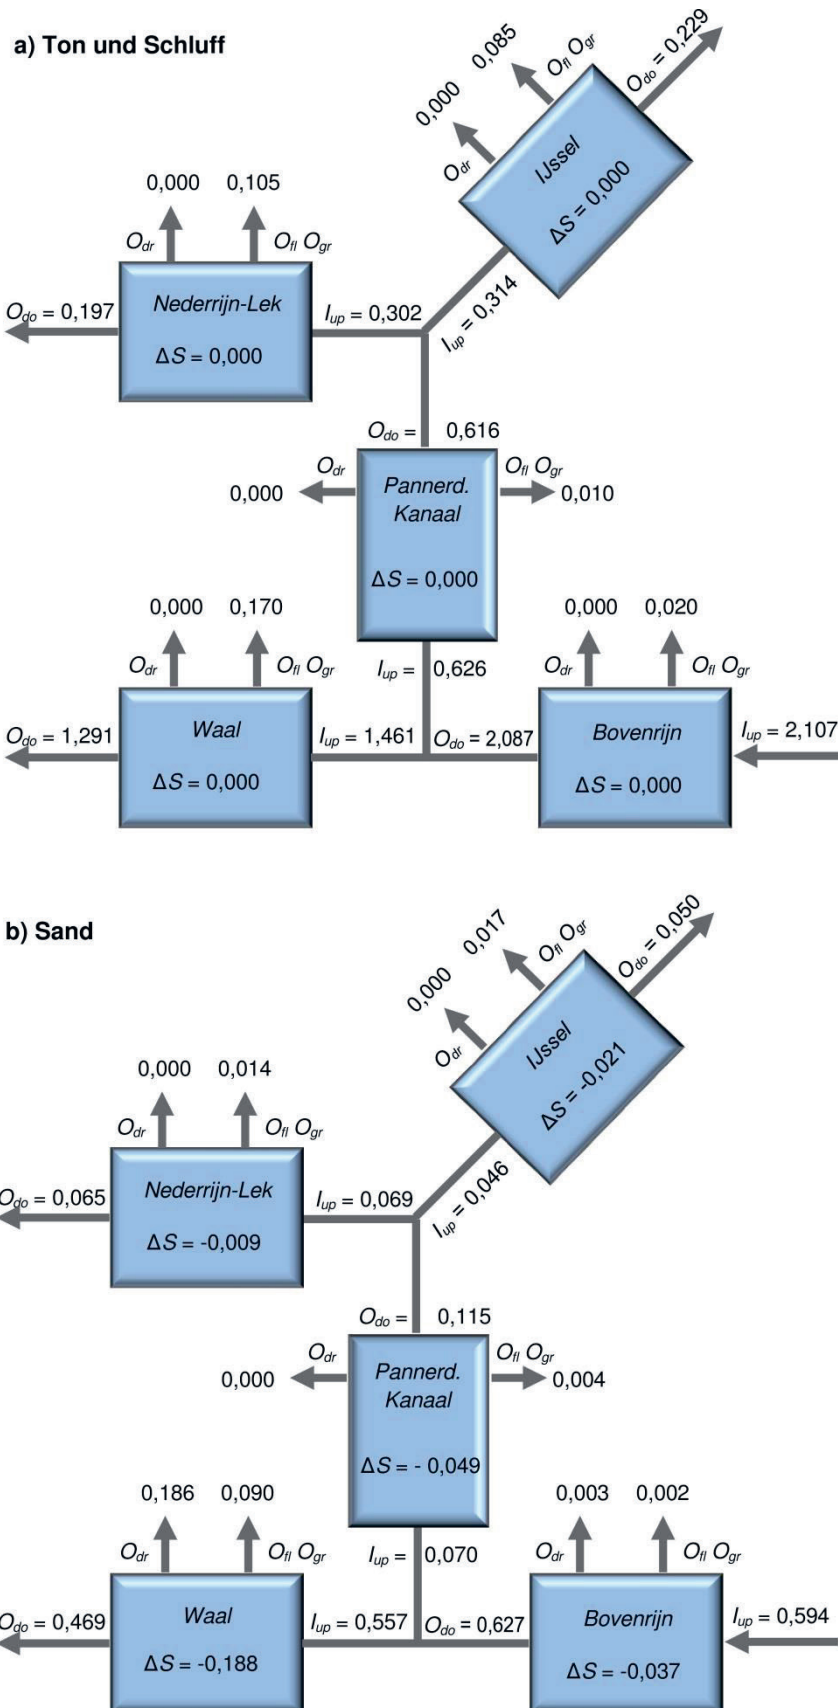 a) Ton und Schluff
0,000
0,085
O_dr
O_fl O_gr
O_do = 0,229
IJssel
ΔS = 0,000
0,000
0,105
O_dr
O_fl O_gr
O_do = 0,197
Nederrijn-Lek
ΔS = 0,000
I_up = 0,302
I_up = 0,314
O_do = 0,616
O_dr
O_fl O_gr
0,000
0,010
Pannerd.
Kanaal
ΔS = 0,000
0,000
0,170
O_dr
O_fl O_gr
I_up = 0,626
0,000
0,020
O_dr
O_fl O_gr
O_do = 1,291
Waal
ΔS = 0,000
I_up = 1,461
O_do = 2,087
Bovenrijn
ΔS = 0,000
I_up = 2,107
b) Sand
0,000
0,017
O_dr
O_fl O_gr
O_do = 0,050
IJssel
ΔS = -0,021
0,000
0,014
O_dr
O_fl O_gr
O_do = 0,065
Nederrijn-Lek
ΔS = -0,009
I_up = 0,069
I_up = 0,046
O_do = 0,115
O_dr
O_fl O_gr
0,000
0,004
Pannerd.
Kanaal
ΔS = - 0,049
0,186
0,090
O_dr
O_fl O_gr
I_up = 0,070
0,003
0,002
O_dr
O_fl O_gr
O_do = 0,469
Waal
ΔS = -0,188
I_up = 0,557
O_do = 0,627
Bovenrijn
ΔS = -0,037
I_up = 0,594